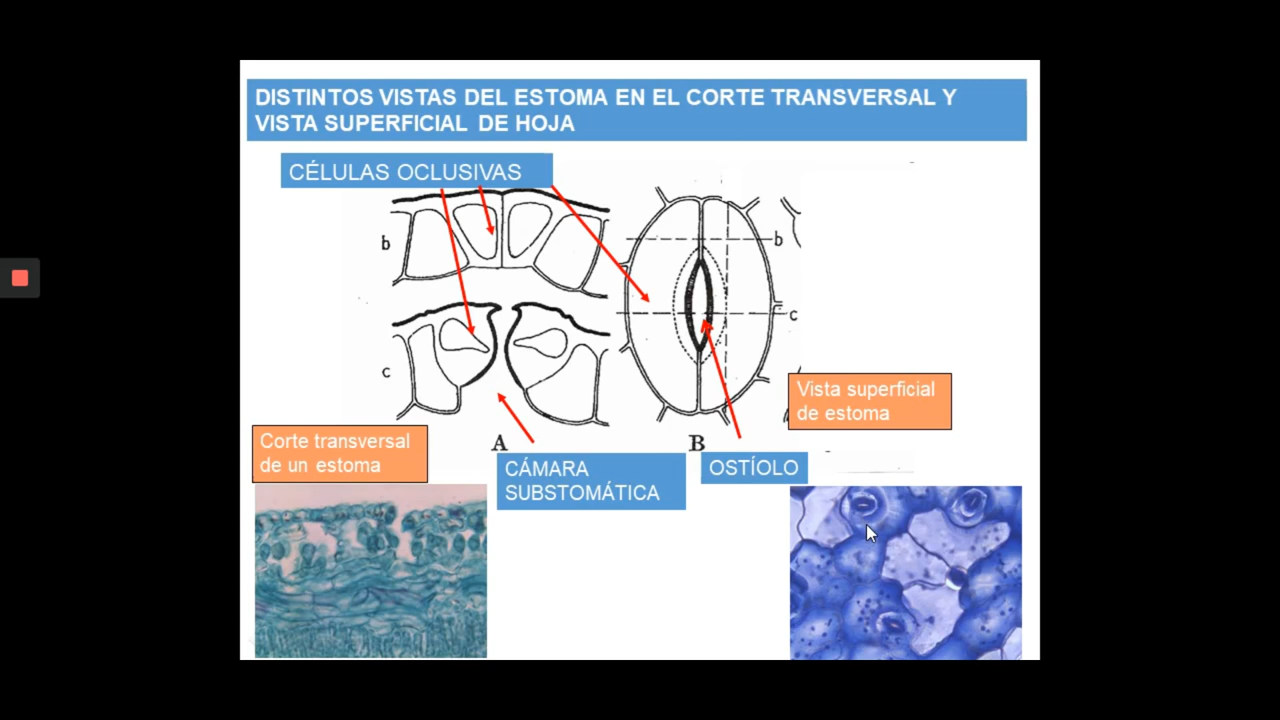 DISTINTOS VISTAS DEL ESTOMA EN EL CORTE TRANSVERSAL Y
VISTA SUPERFICIAL DE HOJA
CÉLULAS OCLUSIVAS
b
b
c
c
Vista superficial
de estoma
Corte transversal
de un estoma
A
B
CÁMARA
SUBSTOMÁTICA
OSTÍOLO